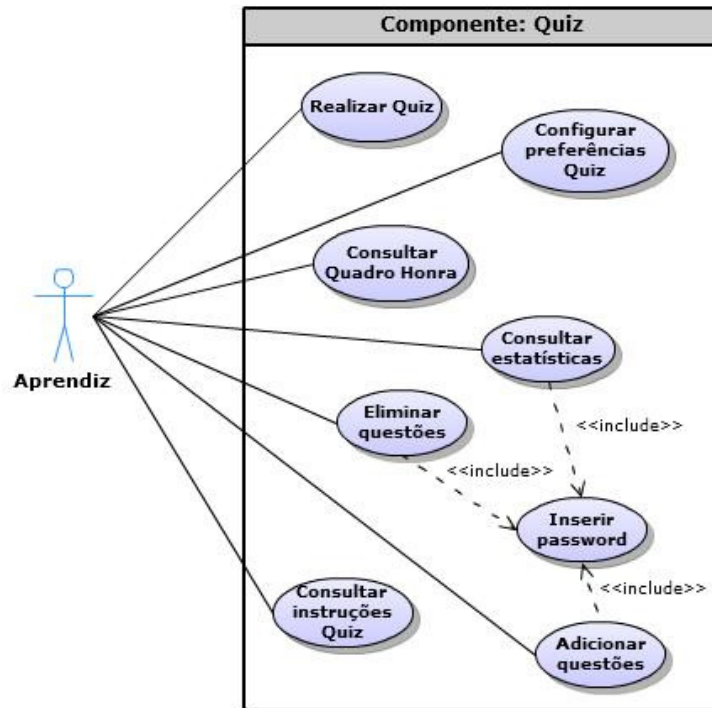 Componente: Quiz
Realizar Quiz
Configurar
preferências
Quiz
Consultar
Quadro Honra
Aprendiz
Consultar
estatísticas
Eliminar
questões
<<include>>
<<include>>
Inserir
password
<<include>>
Consultar
instruções
Quiz
Adicionar
questões